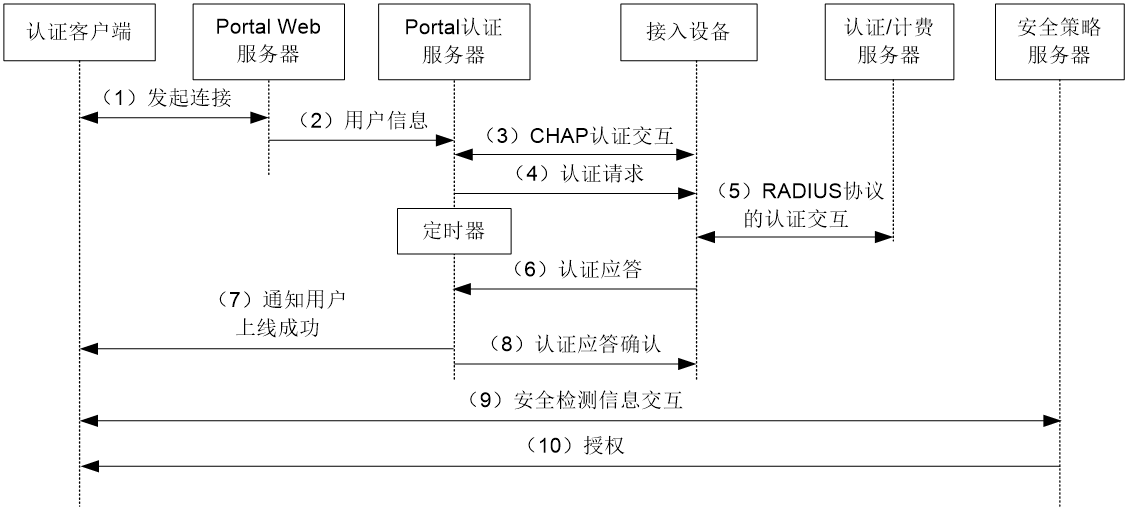 认证客户端
Portal Web
服务器
Portal认证
服务器
接入设备
认证/计费
服务器
安全策略
服务器
（1）发起连接
（2）用户信息
（3）CHAP认证交互
（4）认证请求
（5）RADIUS协议
的认证交互
定时器
（6）认证应答
（7）通知用户
上线成功
（8）认证应答确认
（9）安全检测信息交互
（10）授权